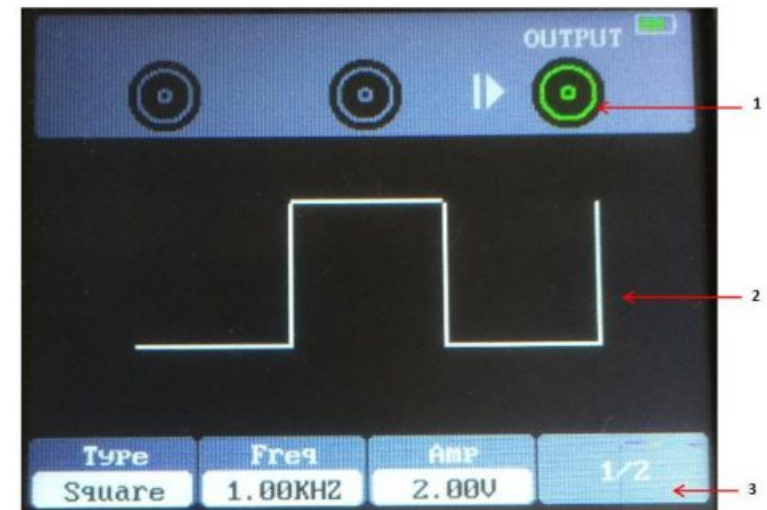 OUTPUT
1
2
Type Freq Amp 1/2
Square 1.00KHZ 2.00V
3